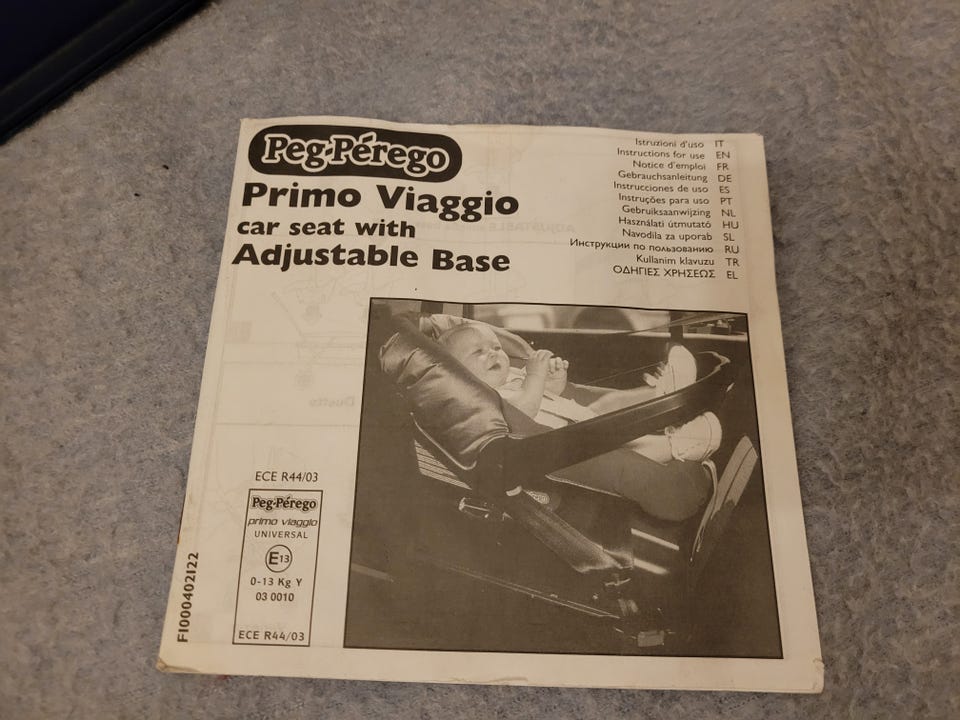 Peg-Pérego
Primo Viaggio
car seat with
Adjustable Base
Istruzioni d'uso IT
Instructions for use EN
Notice d'emploi FR
Gebrauchsanleitung DE
Instrucciones de uso ES
Instruções para uso PT
Gebruiksaanwijzing NL
Használati útmutató HU
Navodila za uporab SL
Инструкции по пользованию RU
Kullanim klavuzu TR
ΟΔΗΓΙΕΣ ΧΡΗΣΕΩΣ EL
ECE R44/03
Peg-Pérego
primo viaggio
UNIVERSAL
E13
0-13 Kg Y
03 0010
ECE R44/03
FI000402I22